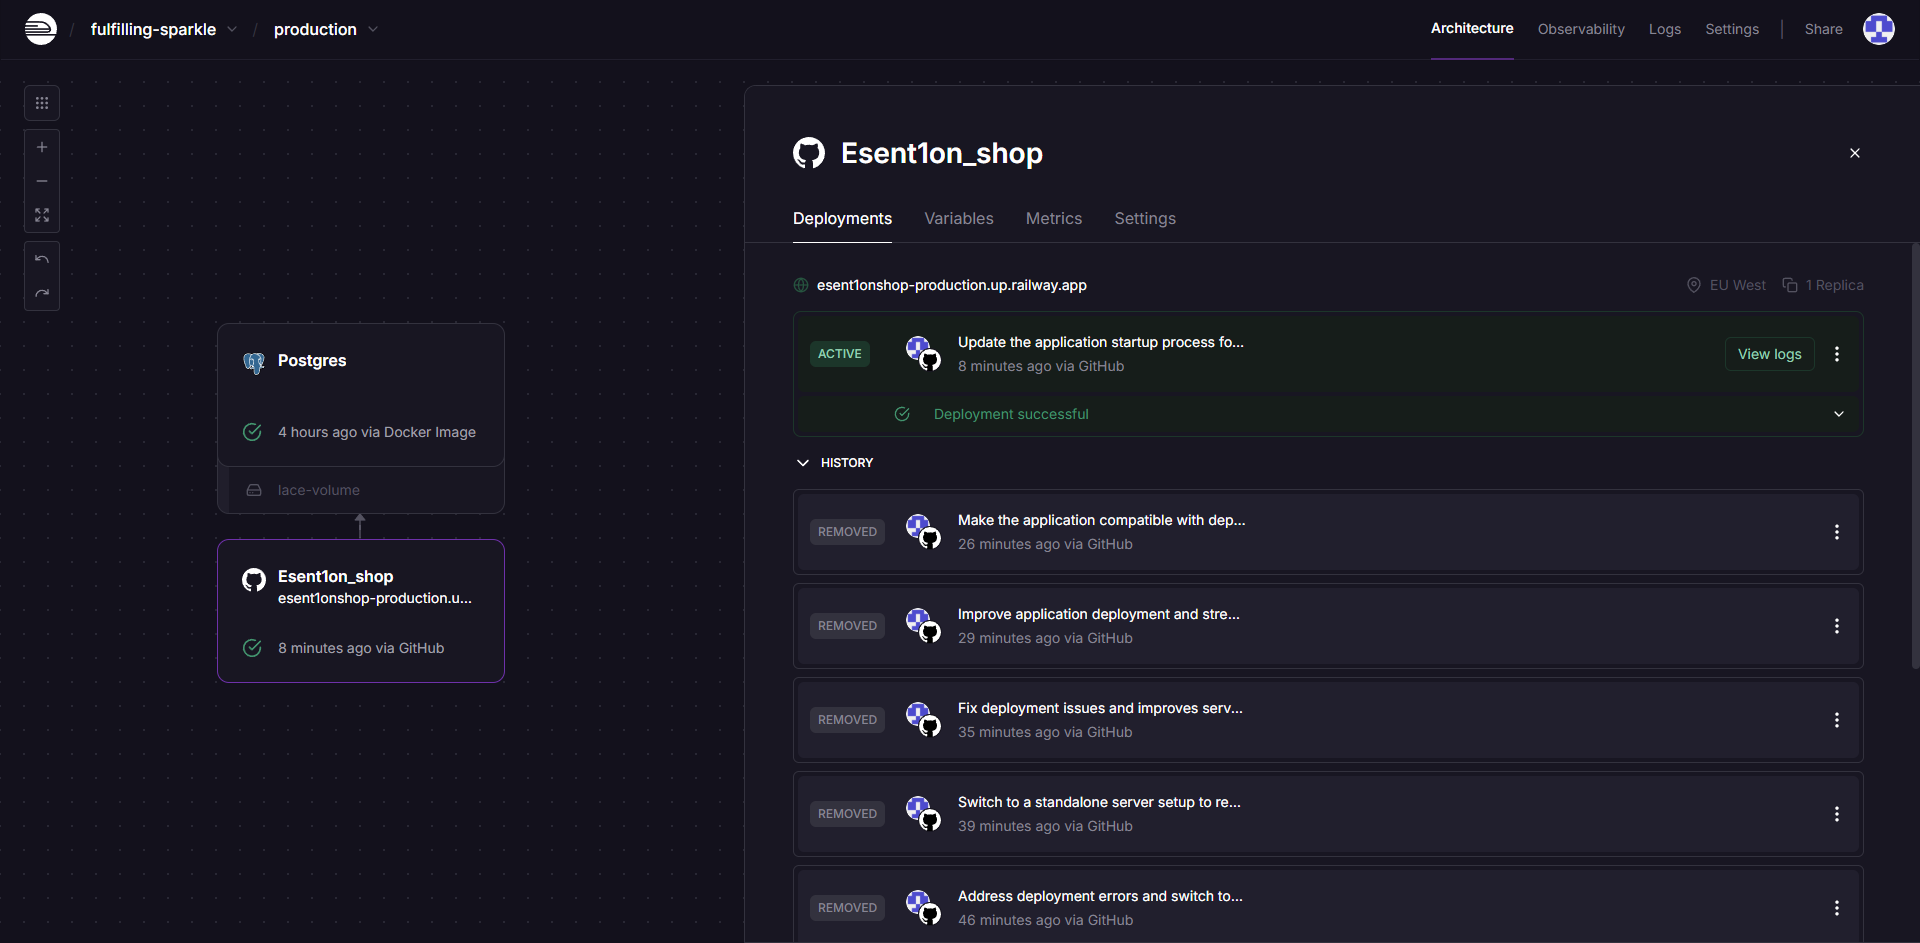 / fulfilling-sparkle / production
Architecture Observability Logs Settings | Share
Esent1on_shop
Deployments Variables Metrics Settings
esent1onshop-production.up.railway.app
EU West 1 Replica
ACTIVE
Update the application startup process fo...
8 minutes ago via GitHub
View logs
Deployment successful
HISTORY
REMOVED
Make the application compatible with dep...
26 minutes ago via GitHub
REMOVED
Improve application deployment and stre...
29 minutes ago via GitHub
REMOVED
Fix deployment issues and improves serv...
35 minutes ago via GitHub
REMOVED
Switch to a standalone server setup to re...
39 minutes ago via GitHub
REMOVED
Address deployment errors and switch to...
46 minutes ago via GitHub
Postgres
4 hours ago via Docker Image
lace-volume
Esent1on_shop
esent1onshop-production.u...
8 minutes ago via GitHub